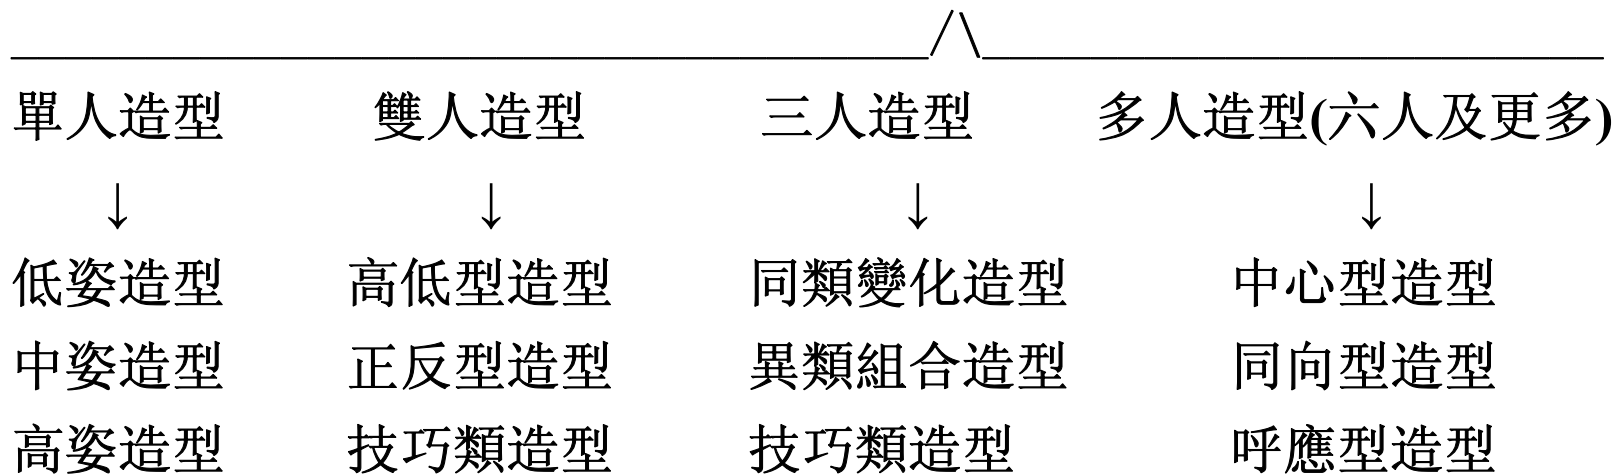 單人造型 雙人造型 三人造型 多人造型(六人及更多)
↓ ↓ ↓ ↓
低姿造型 高低型造型 同類變化造型 中心型造型
中姿造型 正反型造型 異類組合造型 同向型造型
高姿造型 技巧類造型 技巧類造型 呼應型造型